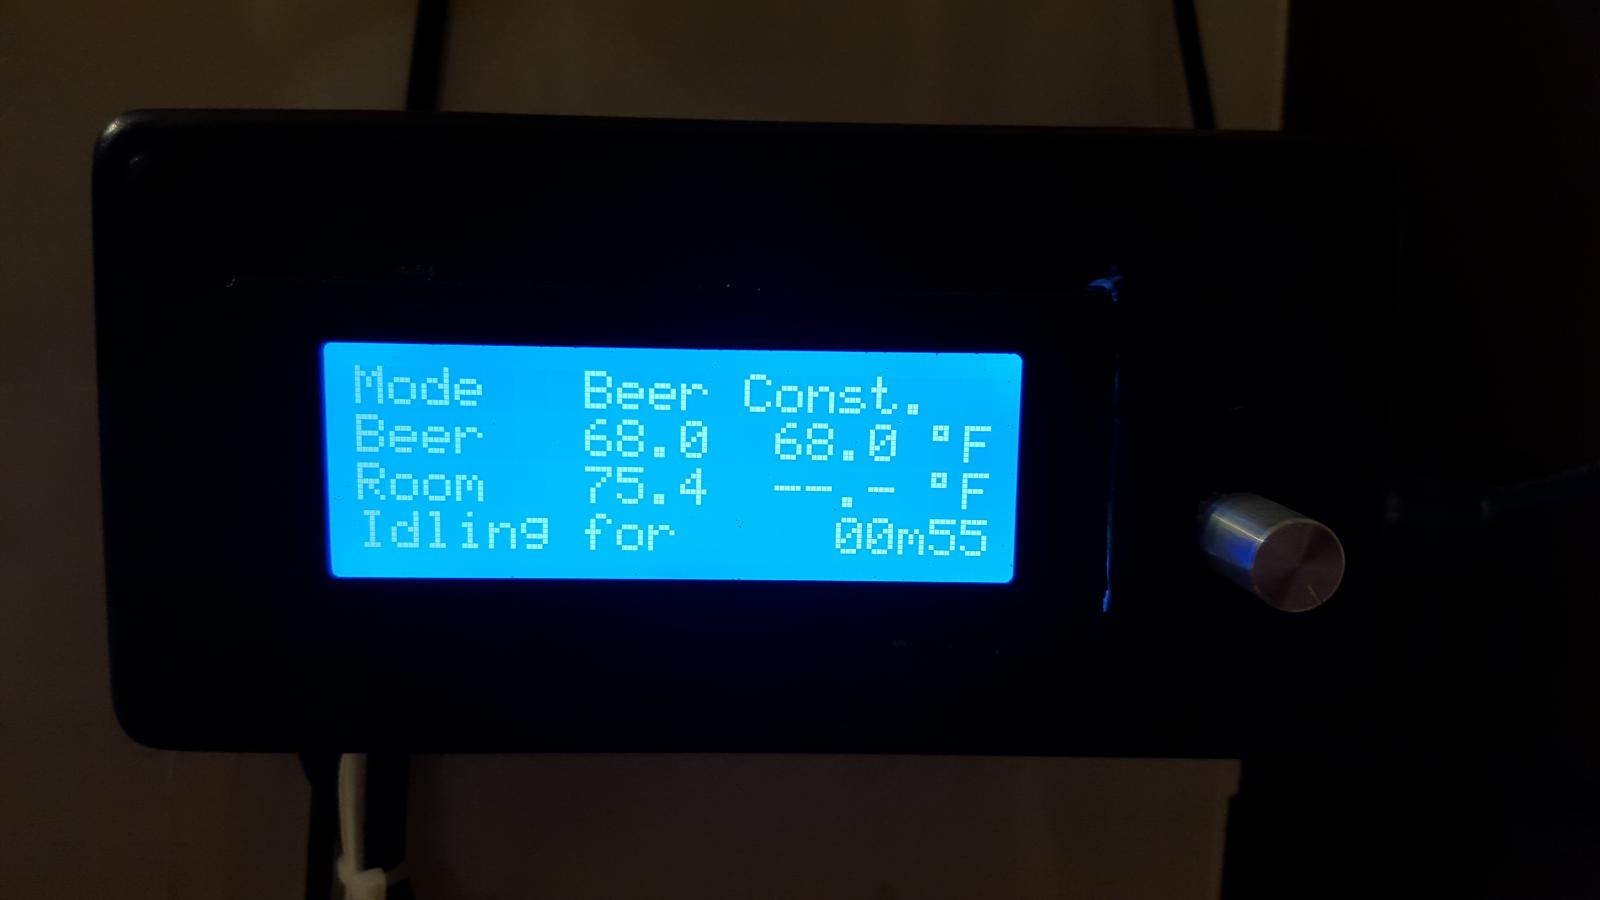 Mode Beer Const.
Beer 68.0 68.0 °F
Room 75.4 --.- °F
Idling for 00m55